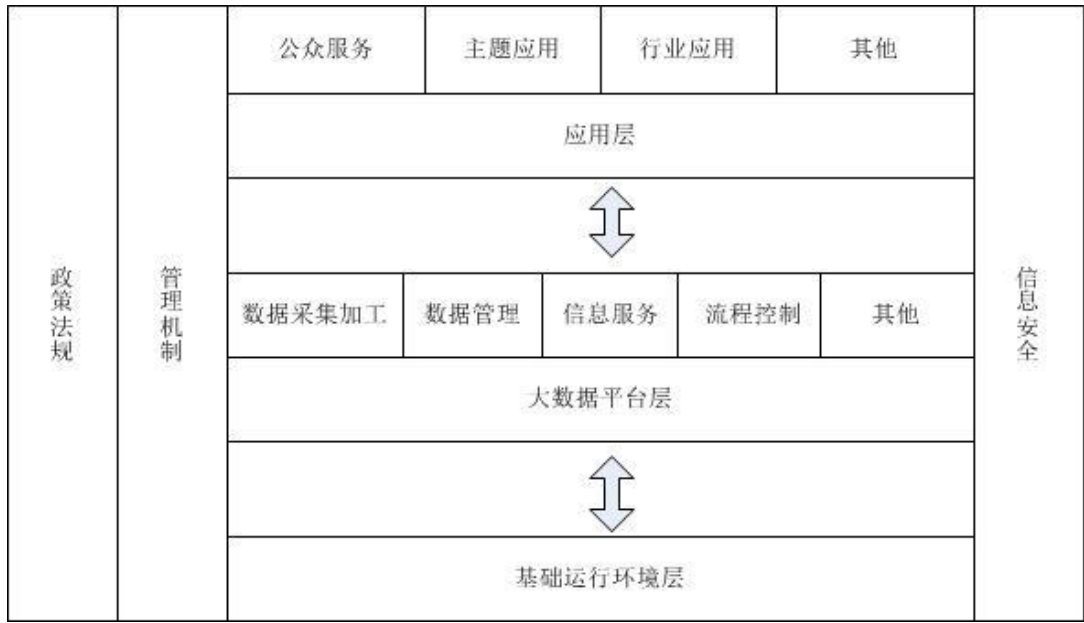 公众服务
主题应用
行业应用
其他
应用层
政策法规
管理机制
信息安全
数据采集加工
数据管理
信息服务
流程控制
其他
大数据平台层
基础运行环境层